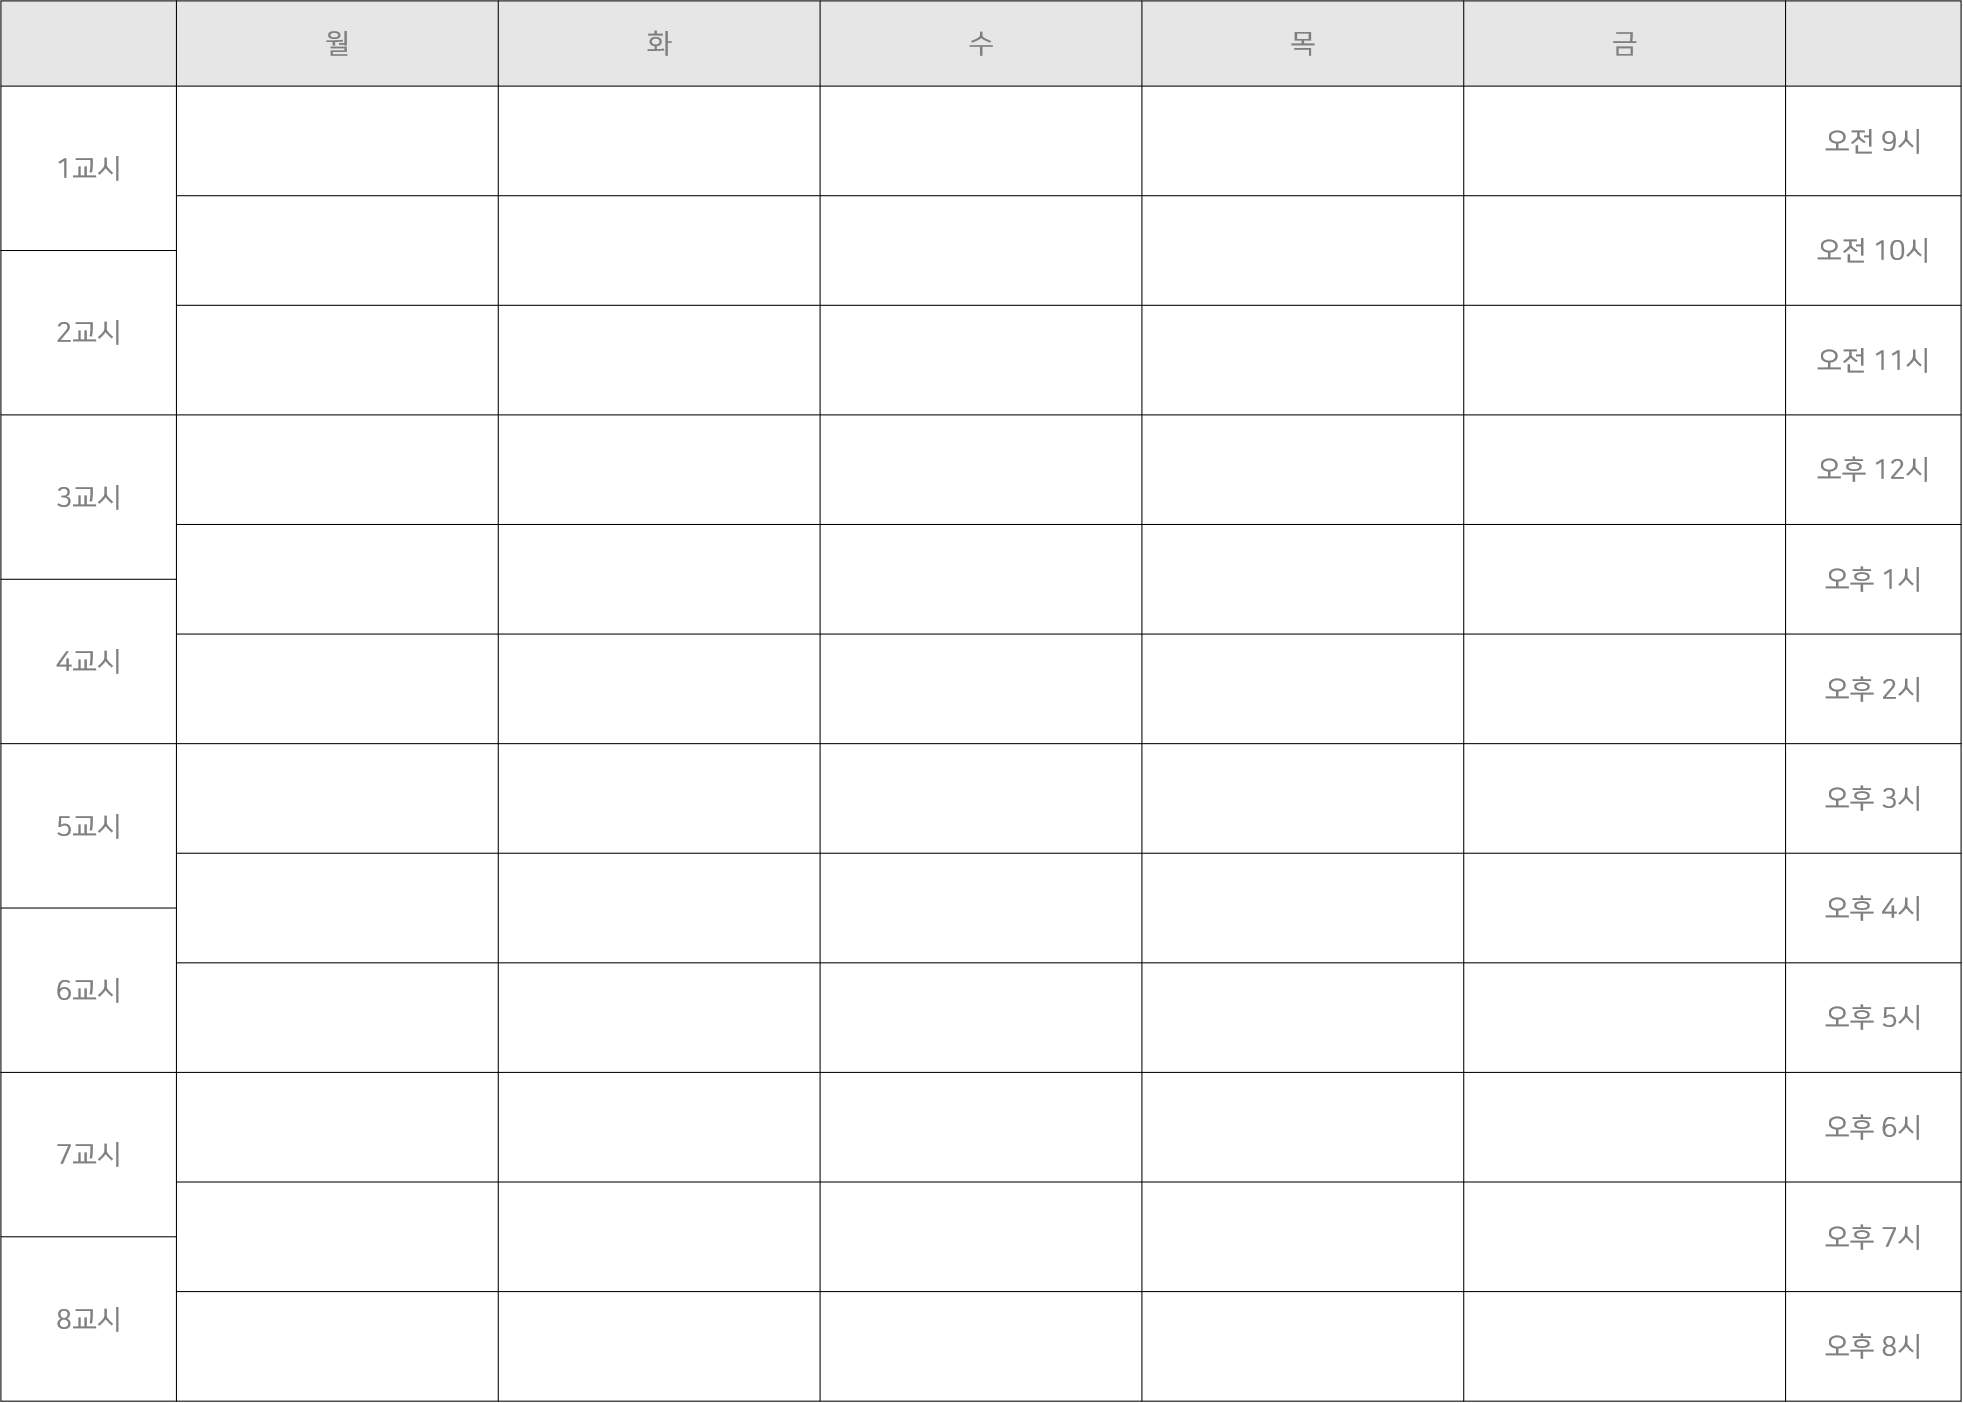 월 화 수 목 금
오전 9시
1교시
오전 10시
2교시
오전 11시
오후 12시
3교시
오후 1시
4교시
오후 2시
오후 3시
5교시
오후 4시
6교시
오후 5시
오후 6시
7교시
오후 7시
8교시
오후 8시